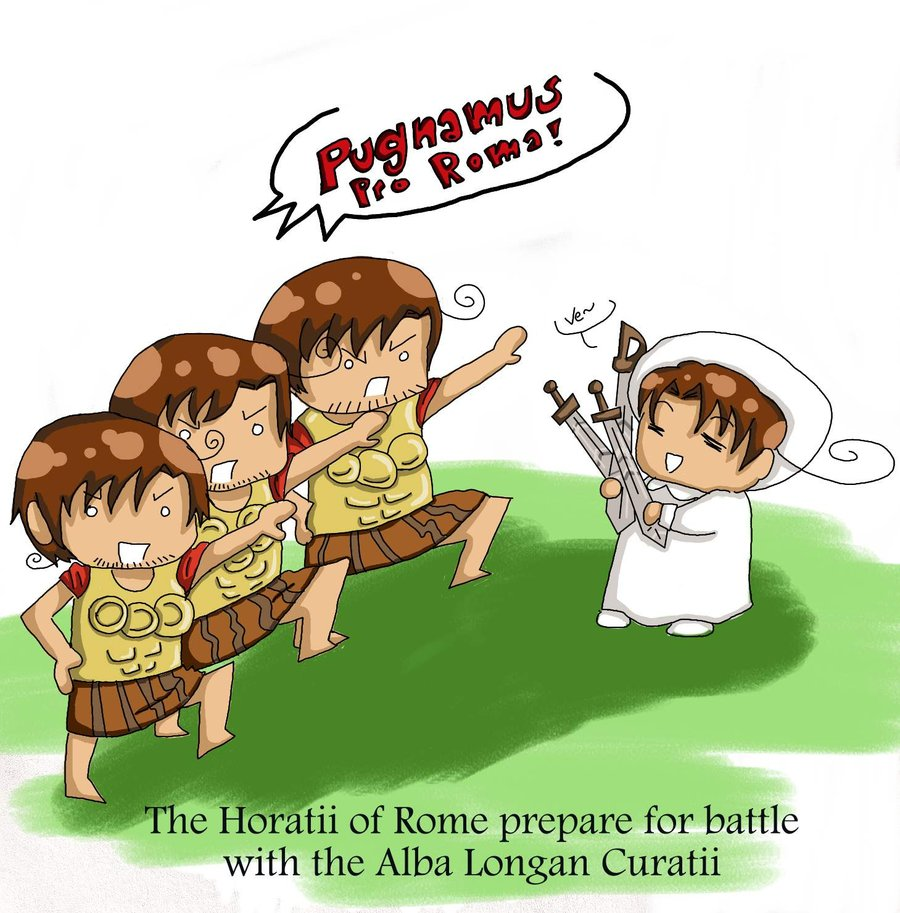 Pugnamus
Pro Roma!
Ve~
The Horatii of Rome prepare for battle
with the Alba Longan Curatii